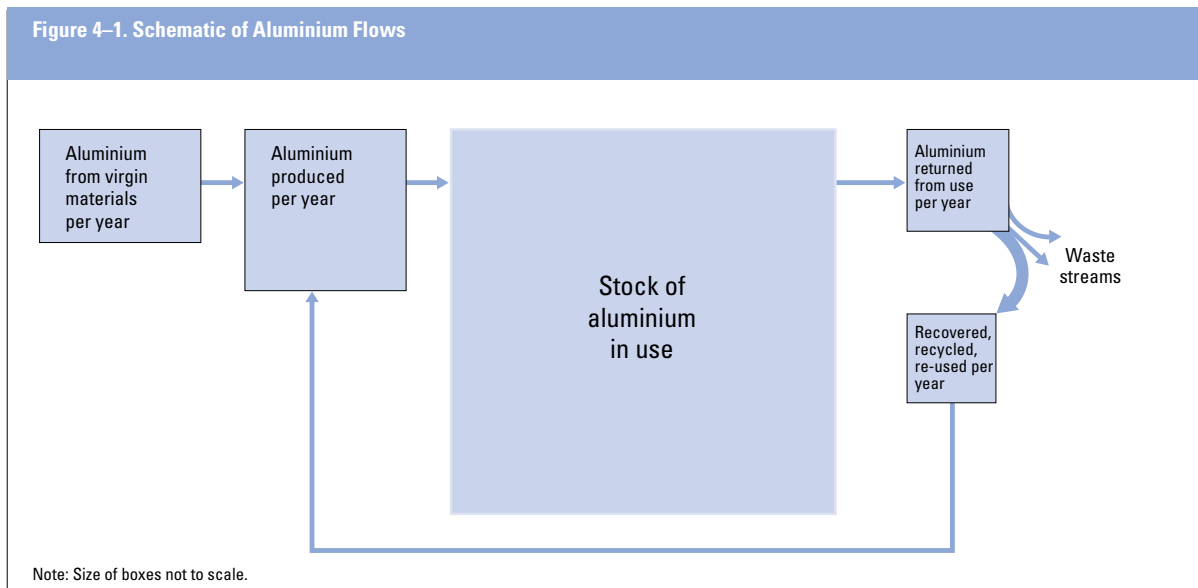 Figure 4–1. Schematic of Aluminium Flows
Aluminium
from virgin
materials
per year
Aluminium
produced
per year
Stock of
aluminium
in use
Aluminium
returned
from use
per year
Waste
streams
Recovered,
recycled,
re-used per
year
Note: Size of boxes not to scale.